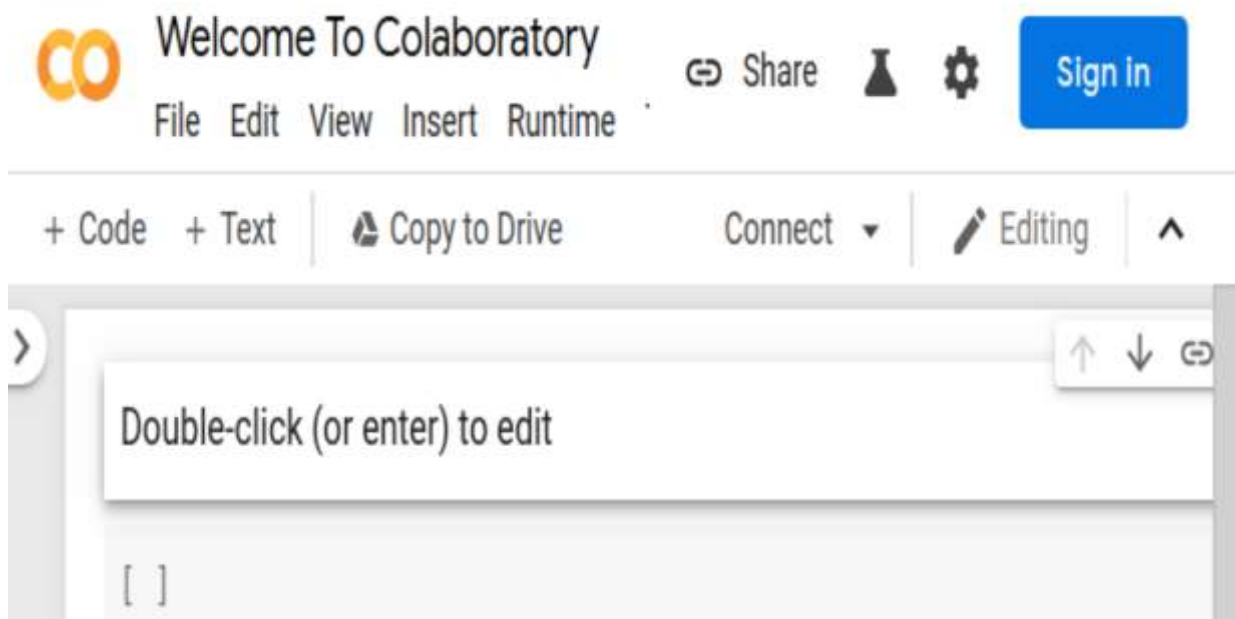 CO Welcome To Colaboratory
Share Sign in
File Edit View Insert Runtime
+ Code + Text Copy to Drive Connect Editing
Double-click (or enter) to edit
[ ]